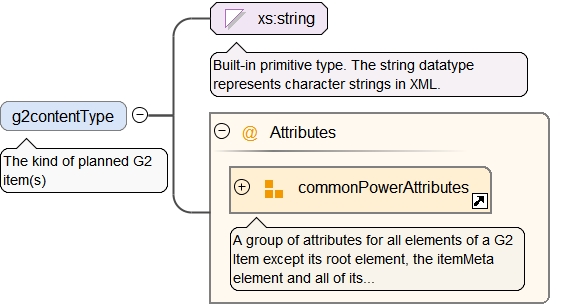 xs:string
Built-in primitive type. The string datatype
represents character strings in XML.
g2contentType
The kind of planned G2
item(s)
@ Attributes
commonPowerAttributes
A group of attributes for all elements of a G2
Item except its root element, the itemMeta
element and all of its...